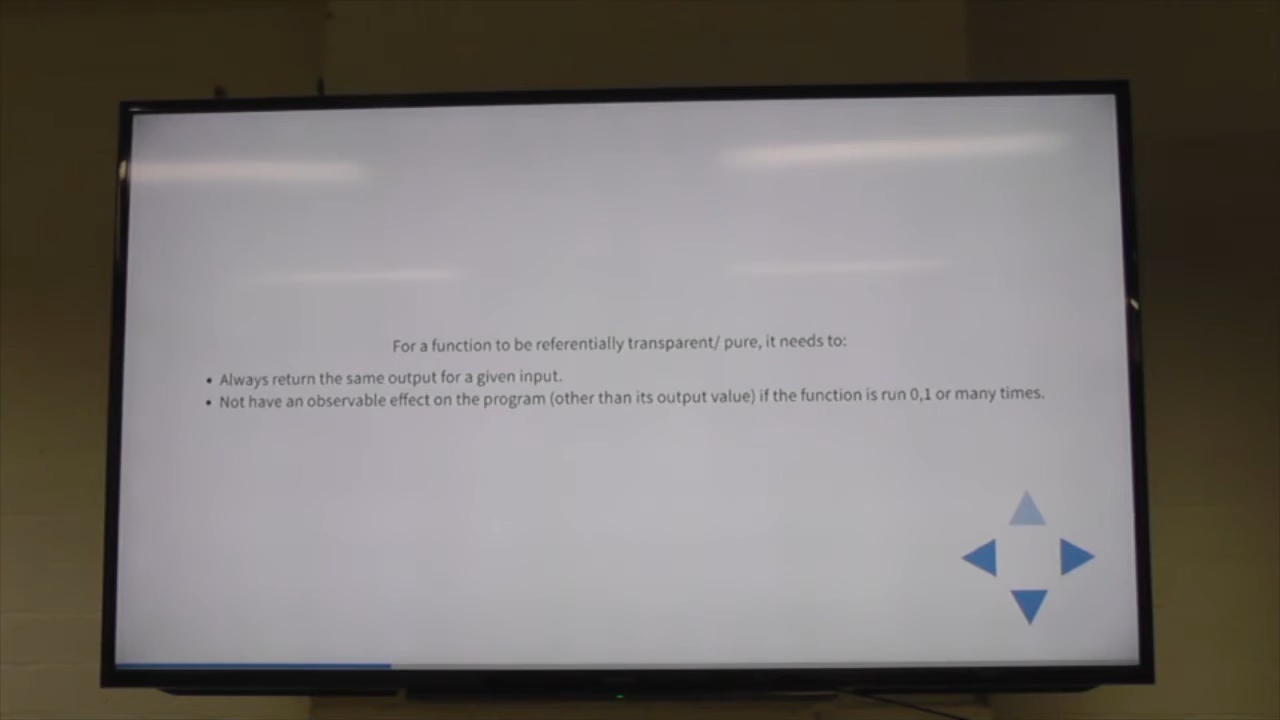 For a function to be referentially transparent/ pure, it needs to:
• Always return the same output for a given input.
• Not have an observable effect on the program (other than its output value) if the function is run 0,1 or many times.